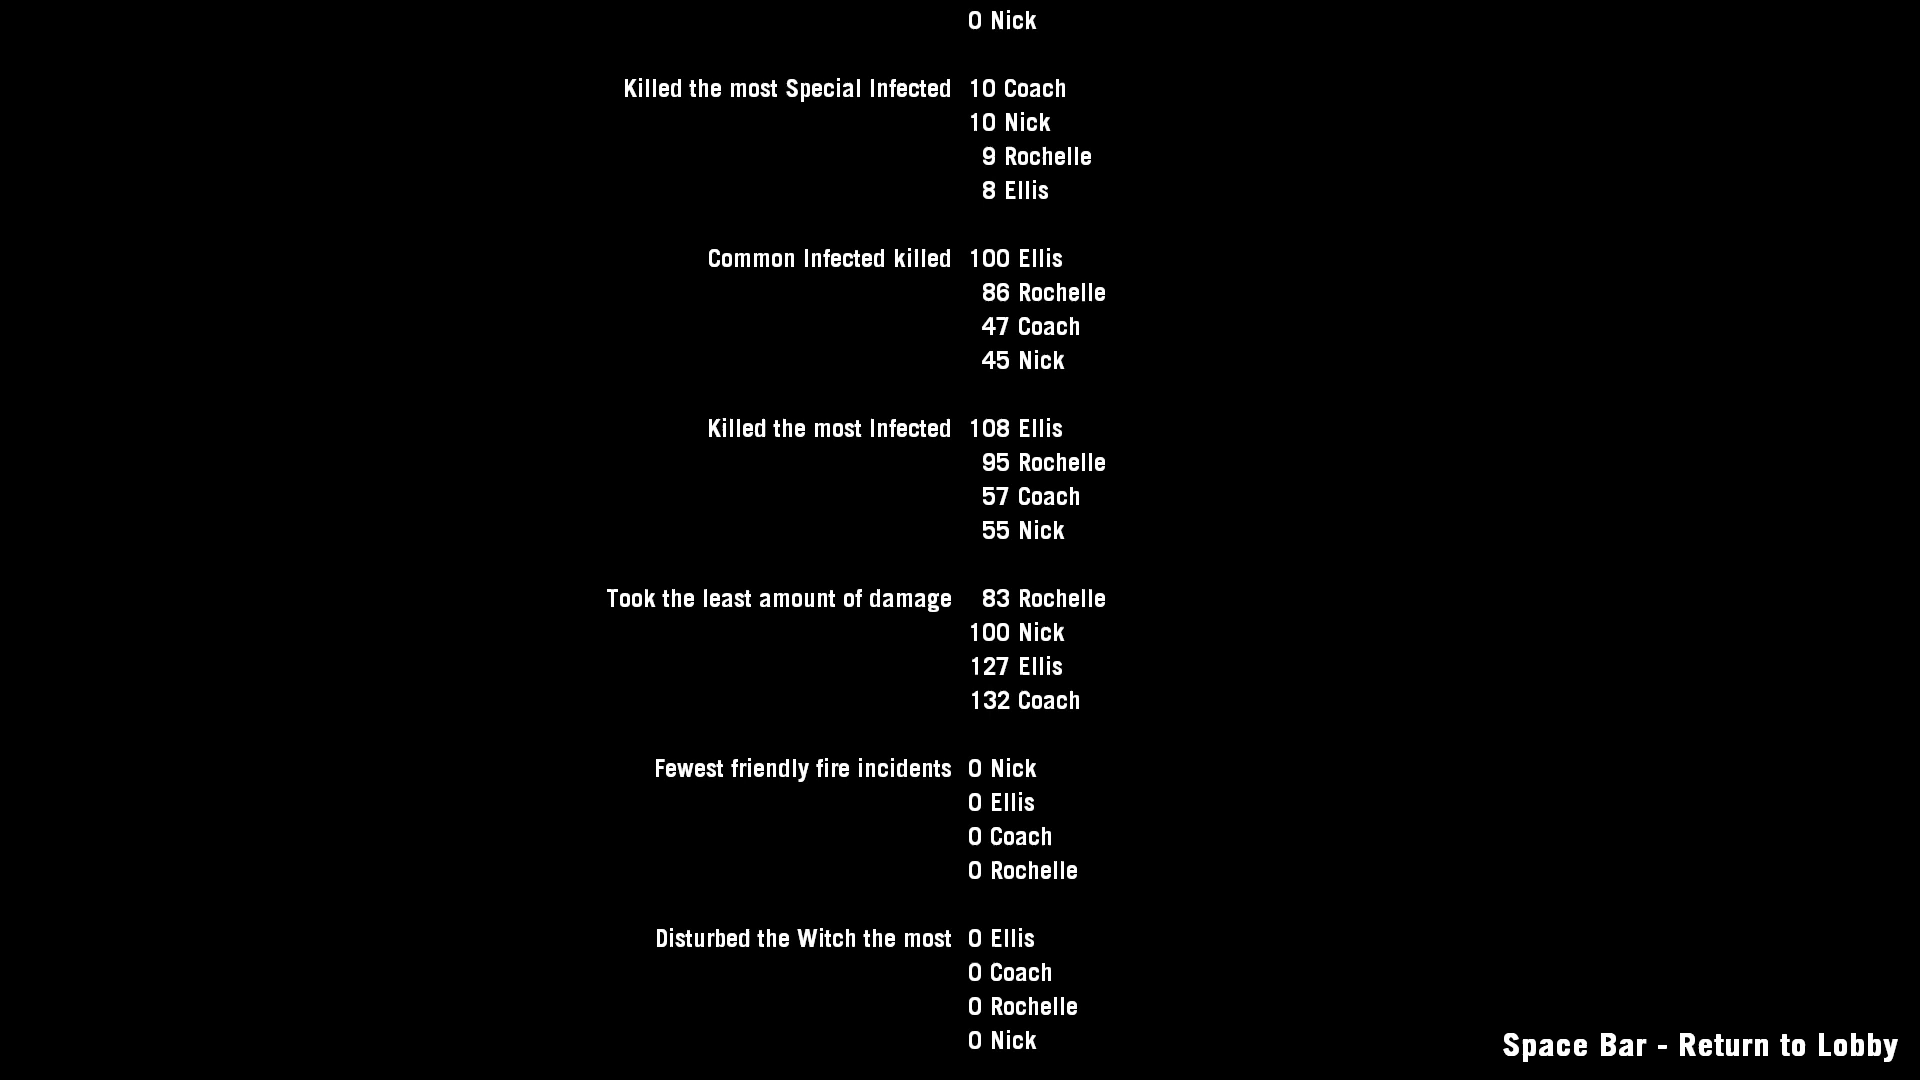 0 Nick
Killed the most Special Infected 10 Coach
10 Nick
9 Rochelle
8 Ellis
Common Infected killed 100 Ellis
86 Rochelle
47 Coach
45 Nick
Killed the most Infected 108 Ellis
95 Rochelle
57 Coach
55 Nick
Took the least amount of damage 83 Rochelle
100 Nick
127 Ellis
132 Coach
Fewest friendly fire incidents 0 Nick
0 Ellis
0 Coach
0 Rochelle
Disturbed the Witch the most 0 Ellis
0 Coach
0 Rochelle
0 Nick
Space Bar - Return to Lobby